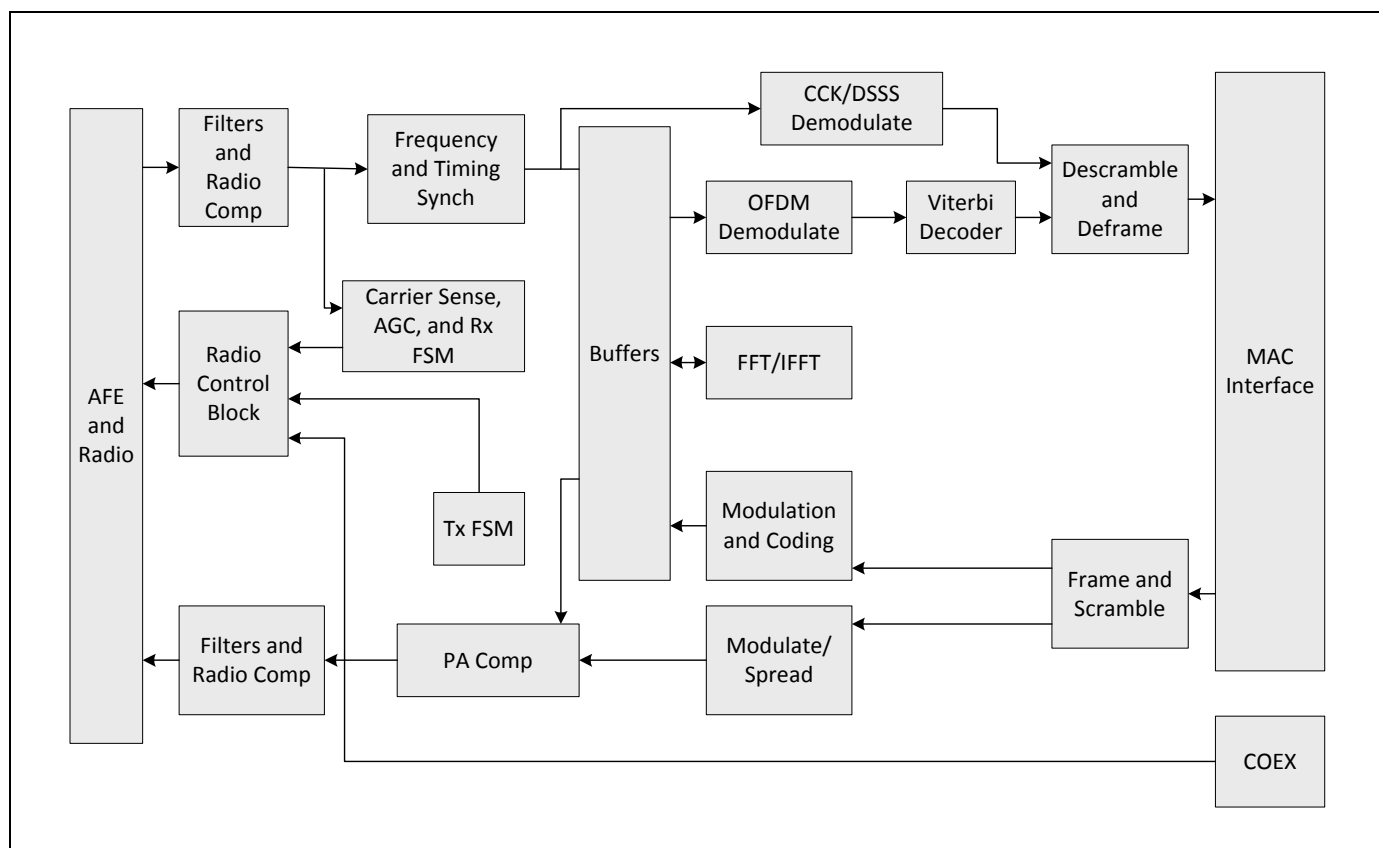 Filters
and
Radio
Comp
Frequency
and Timing
Synch
CCK/DSSS
Demodulate
OFDM
Demodulate
Viterbi
Decoder
Descramble
and
Deframe
Carrier Sense,
AGC, and Rx
FSM
Radio
Control
Block
AFE
and
Radio
Buffers
FFT/IFFT
MAC
Interface
Tx FSM
Modulation
and Coding
Frame and
Scramble
Filters and
Radio Comp
PA Comp
Modulate/
Spread
COEX